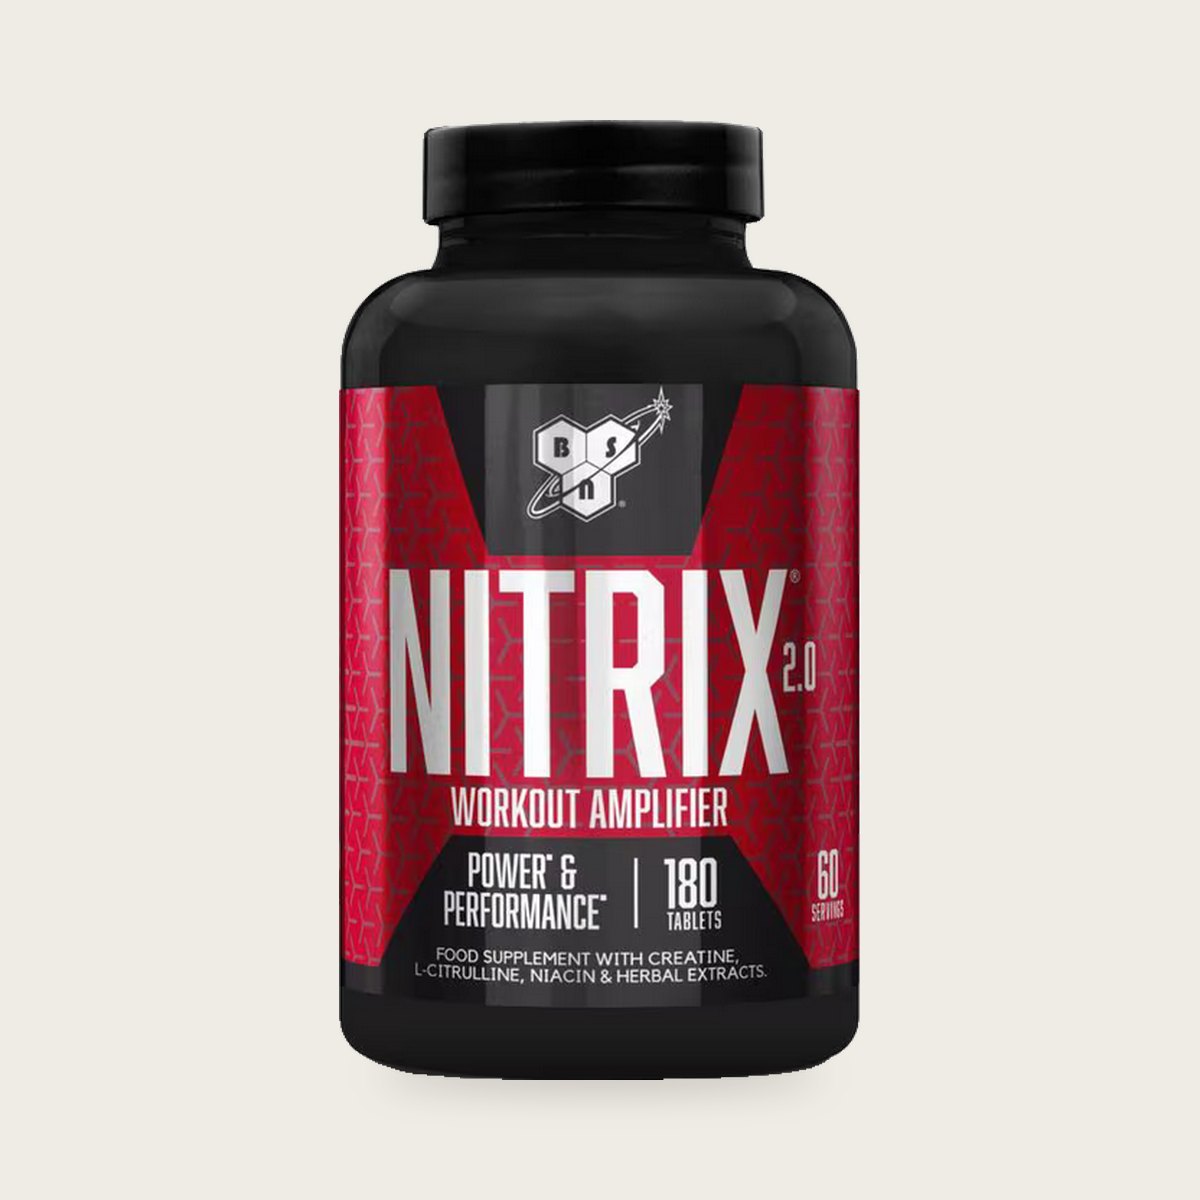 B S
n®
NITRIX®
2.0
WORKOUT AMPLIFIER
POWER** &
PERFORMANCE**
180
TABLETS
60
SERVINGS
FOOD SUPPLEMENT WITH CREATINE,
L-CITRULLINE, NIACIN & HERBAL EXTRACTS.